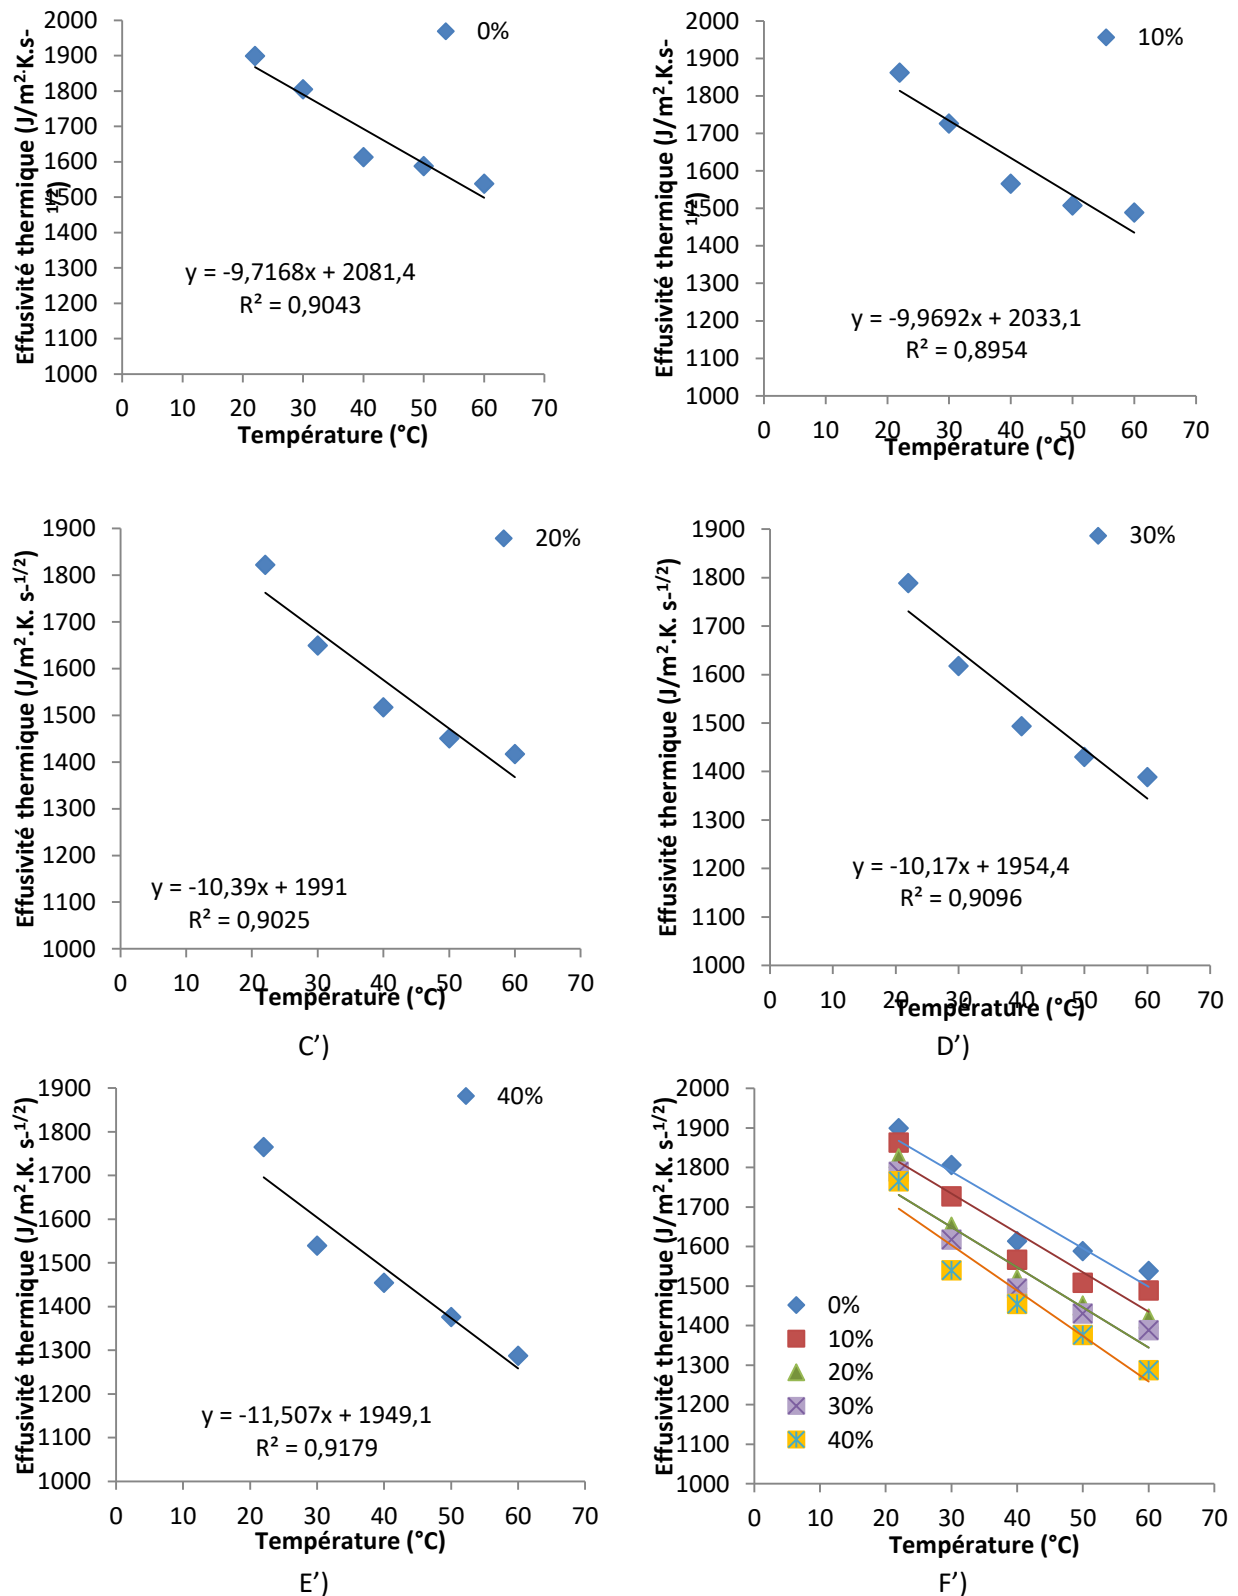 Effusivité thermique (J/m²·K.s-
1/2)
2000
1900
1800
1700
1600
1500
1400
1300
1200
1100
1000
0%
y = -9,7168x + 2081,4
R² = 0,9043
0 10 20 30 40 50 60 70
Température (°C)
Effusivité thermique (J/m².K.s-
1/2)
2000
1900
1800
1700
1600
1500
1400
1300
1200
1100
1000
10%
y = -9,9692x + 2033,1
R² = 0,8954
0 10 20 30 40 50 60 70
Température (°C)
Effusivité thermique (J/m².K. s-1/2)
1900
1800
1700
1600
1500
1400
1300
1200
1100
1000
20%
y = -10,39x + 1991
R² = 0,9025
0 10 20 30 40 50 60 70
Température (°C)
C')
Effusivité thermique (J/m².K. s-1/2)
1900
1800
1700
1600
1500
1400
1300
1200
1100
1000
30%
y = -10,17x + 1954,4
R² = 0,9096
0 10 20 30 40 50 60 70
Température (°C)
D')
Effusivité thermique (J/m².K. s-1/2)
1900
1800
1700
1600
1500
1400
1300
1200
1100
1000
40%
y = -11,507x + 1949,1
R² = 0,9179
0 10 20 30 40 50 60 70
Température (°C)
E')
Effusivité thermique (J/m².K. s-1/2)
2000
1900
1800
1700
1600
1500
1400
1300
1200
1100
1000
0%
10%
20%
30%
40%
0 10 20 30 40 50 60 70
Température (°C)
F')